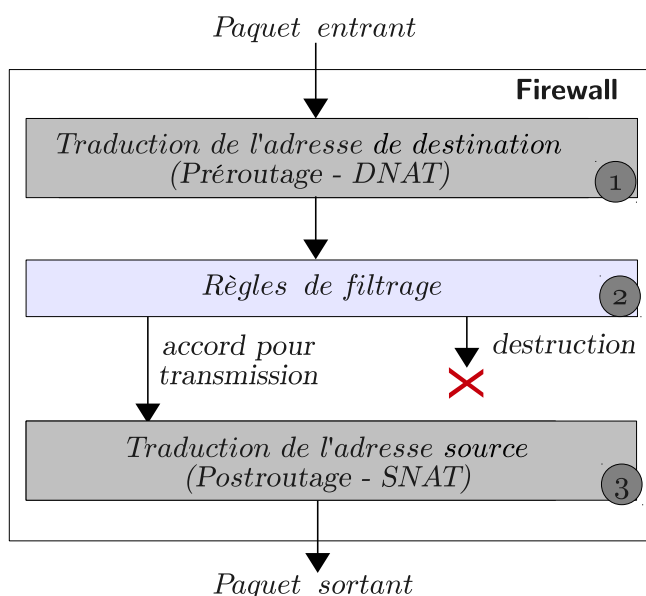 Paquet entrant
Firewall
Traduction de l'adresse de destination
(Préroutage - DNAT)
1
Règles de filtrage
2
accord pour
transmission
destruction
Traduction de l'adresse source
(Postroutage - SNAT)
3
Paquet sortant